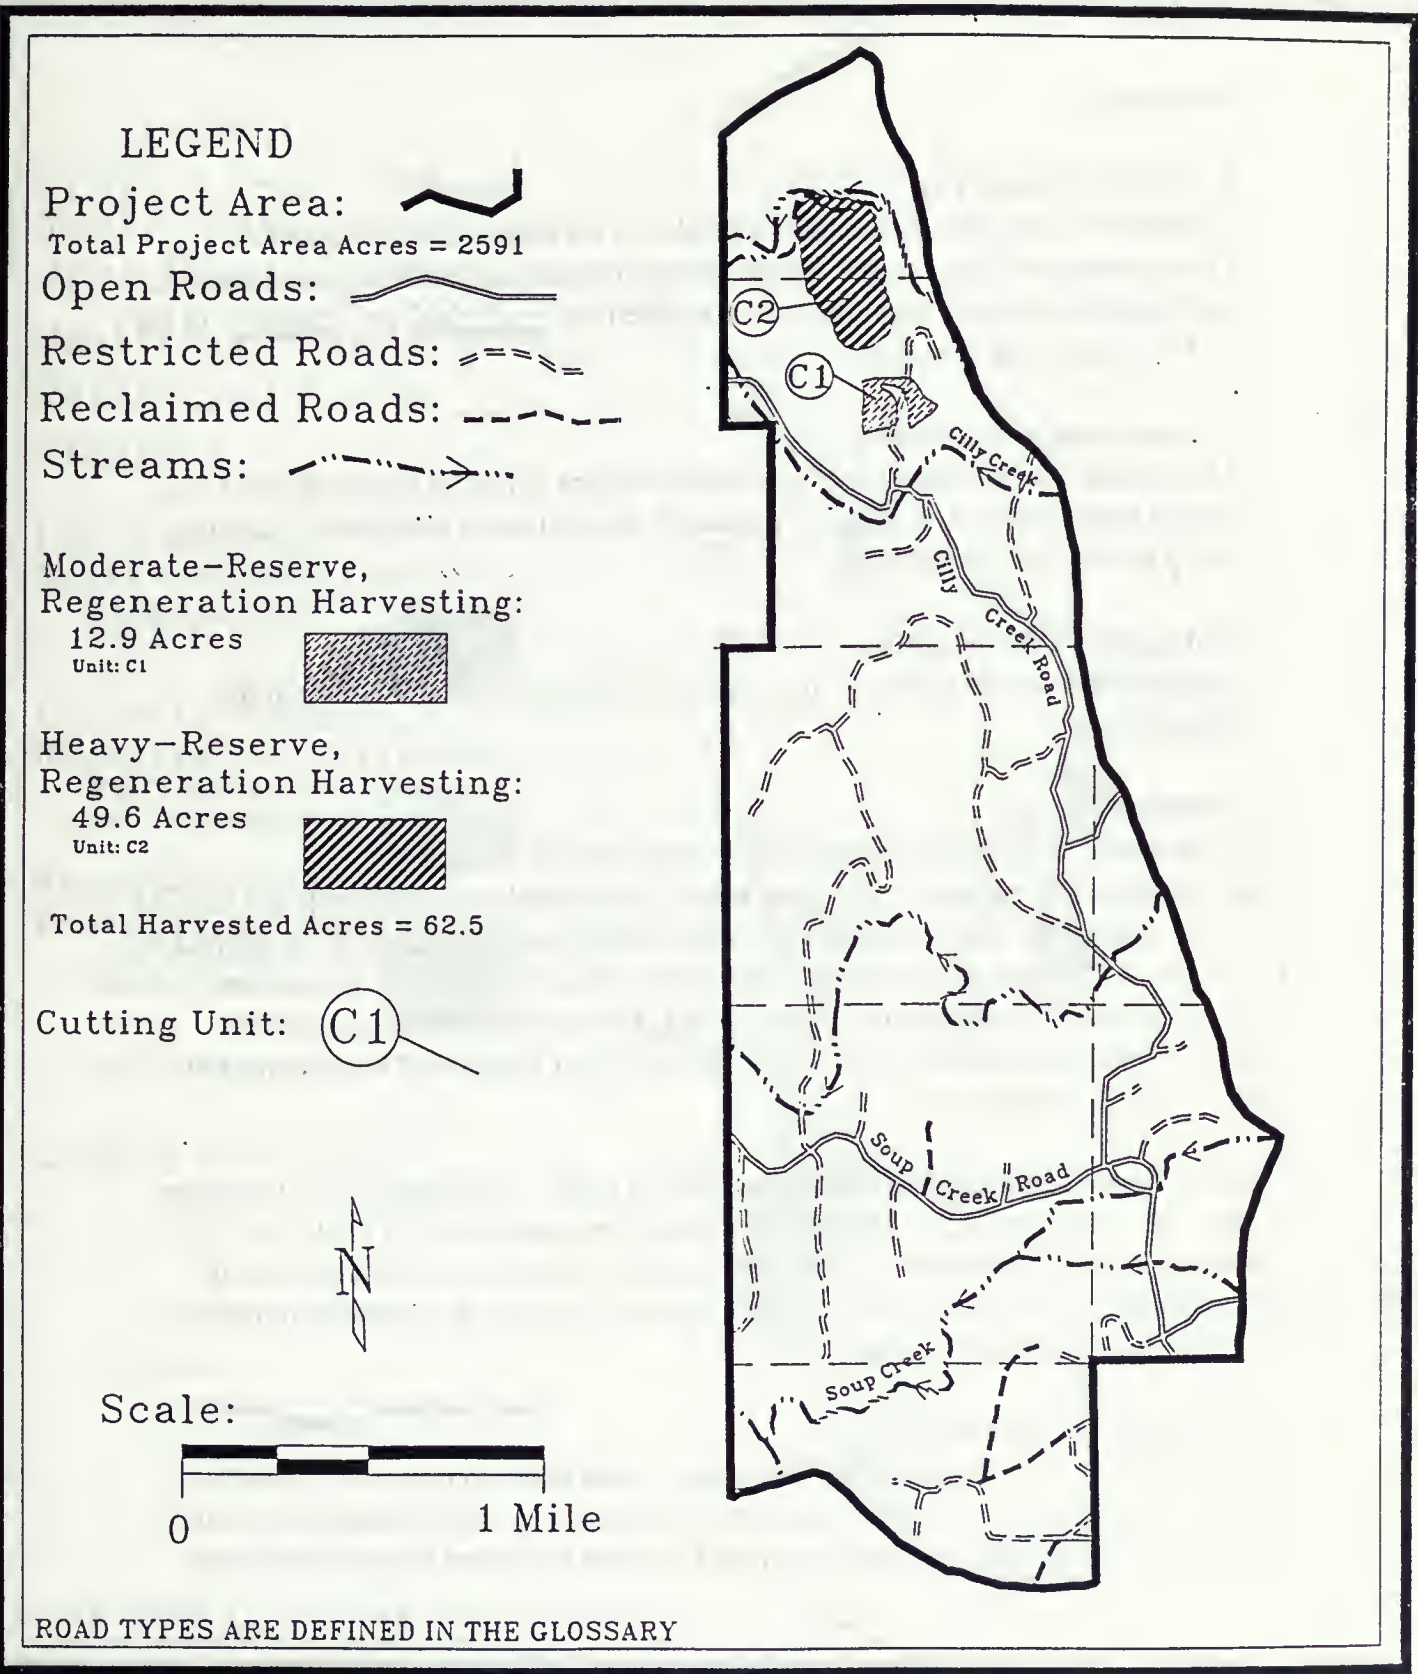 LEGEND
Project Area:
Total Project Area Acres = 2591
Open Roads:
Restricted Roads:
Reclaimed Roads:
Streams:
Moderate-Reserve,
Regeneration Harvesting:
12.9 Acres
Unit: C1
Heavy-Reserve,
Regeneration Harvesting:
49.6 Acres
Unit: C2
Total Harvested Acres = 62.5
Cutting Unit: C1
N
Scale:
0 1 Mile
ROAD TYPES ARE DEFINED IN THE GLOSSARY
C2
C1
Cilly Creek
Cilly Creek Road
Soup Creek Road
Soup Creek